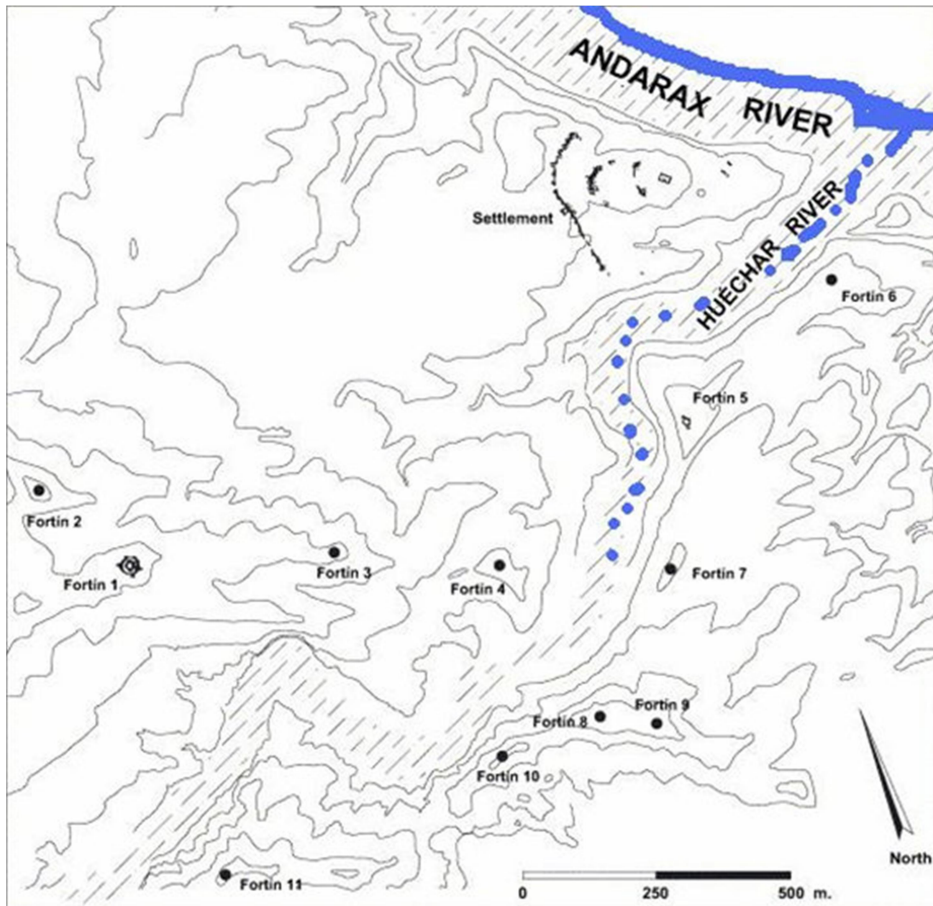 ANDARAX RIVER
HUÉCHAR RIVER
Settlement
Fortín 6
Fortín 5
Fortín 2
Fortín 1
Fortín 3
Fortín 4
Fortín 7
Fortín 8
Fortín 9
Fortín 10
Fortín 11
North
0 250 500 m.